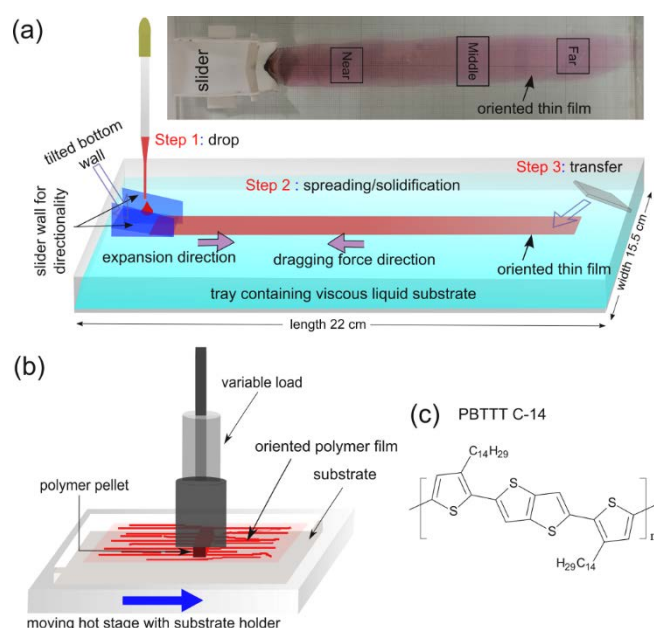 (a)
slider
Near
Middle
Far
oriented thin film
Step 1: drop
tilted bottom
wall
slider wall for
directionality
Step 2 : spreading/solidification
Step 3: transfer
expansion direction
dragging force direction
oriented thin film
width 15.5 cm
tray containing viscous liquid substrate
length 22 cm
(b)
variable load
oriented polymer film
substrate
polymer pellet
moving hot stage with substrate holder
(c)
PBTTT C-14
C14H29
S
S
S
S
n
H29C14